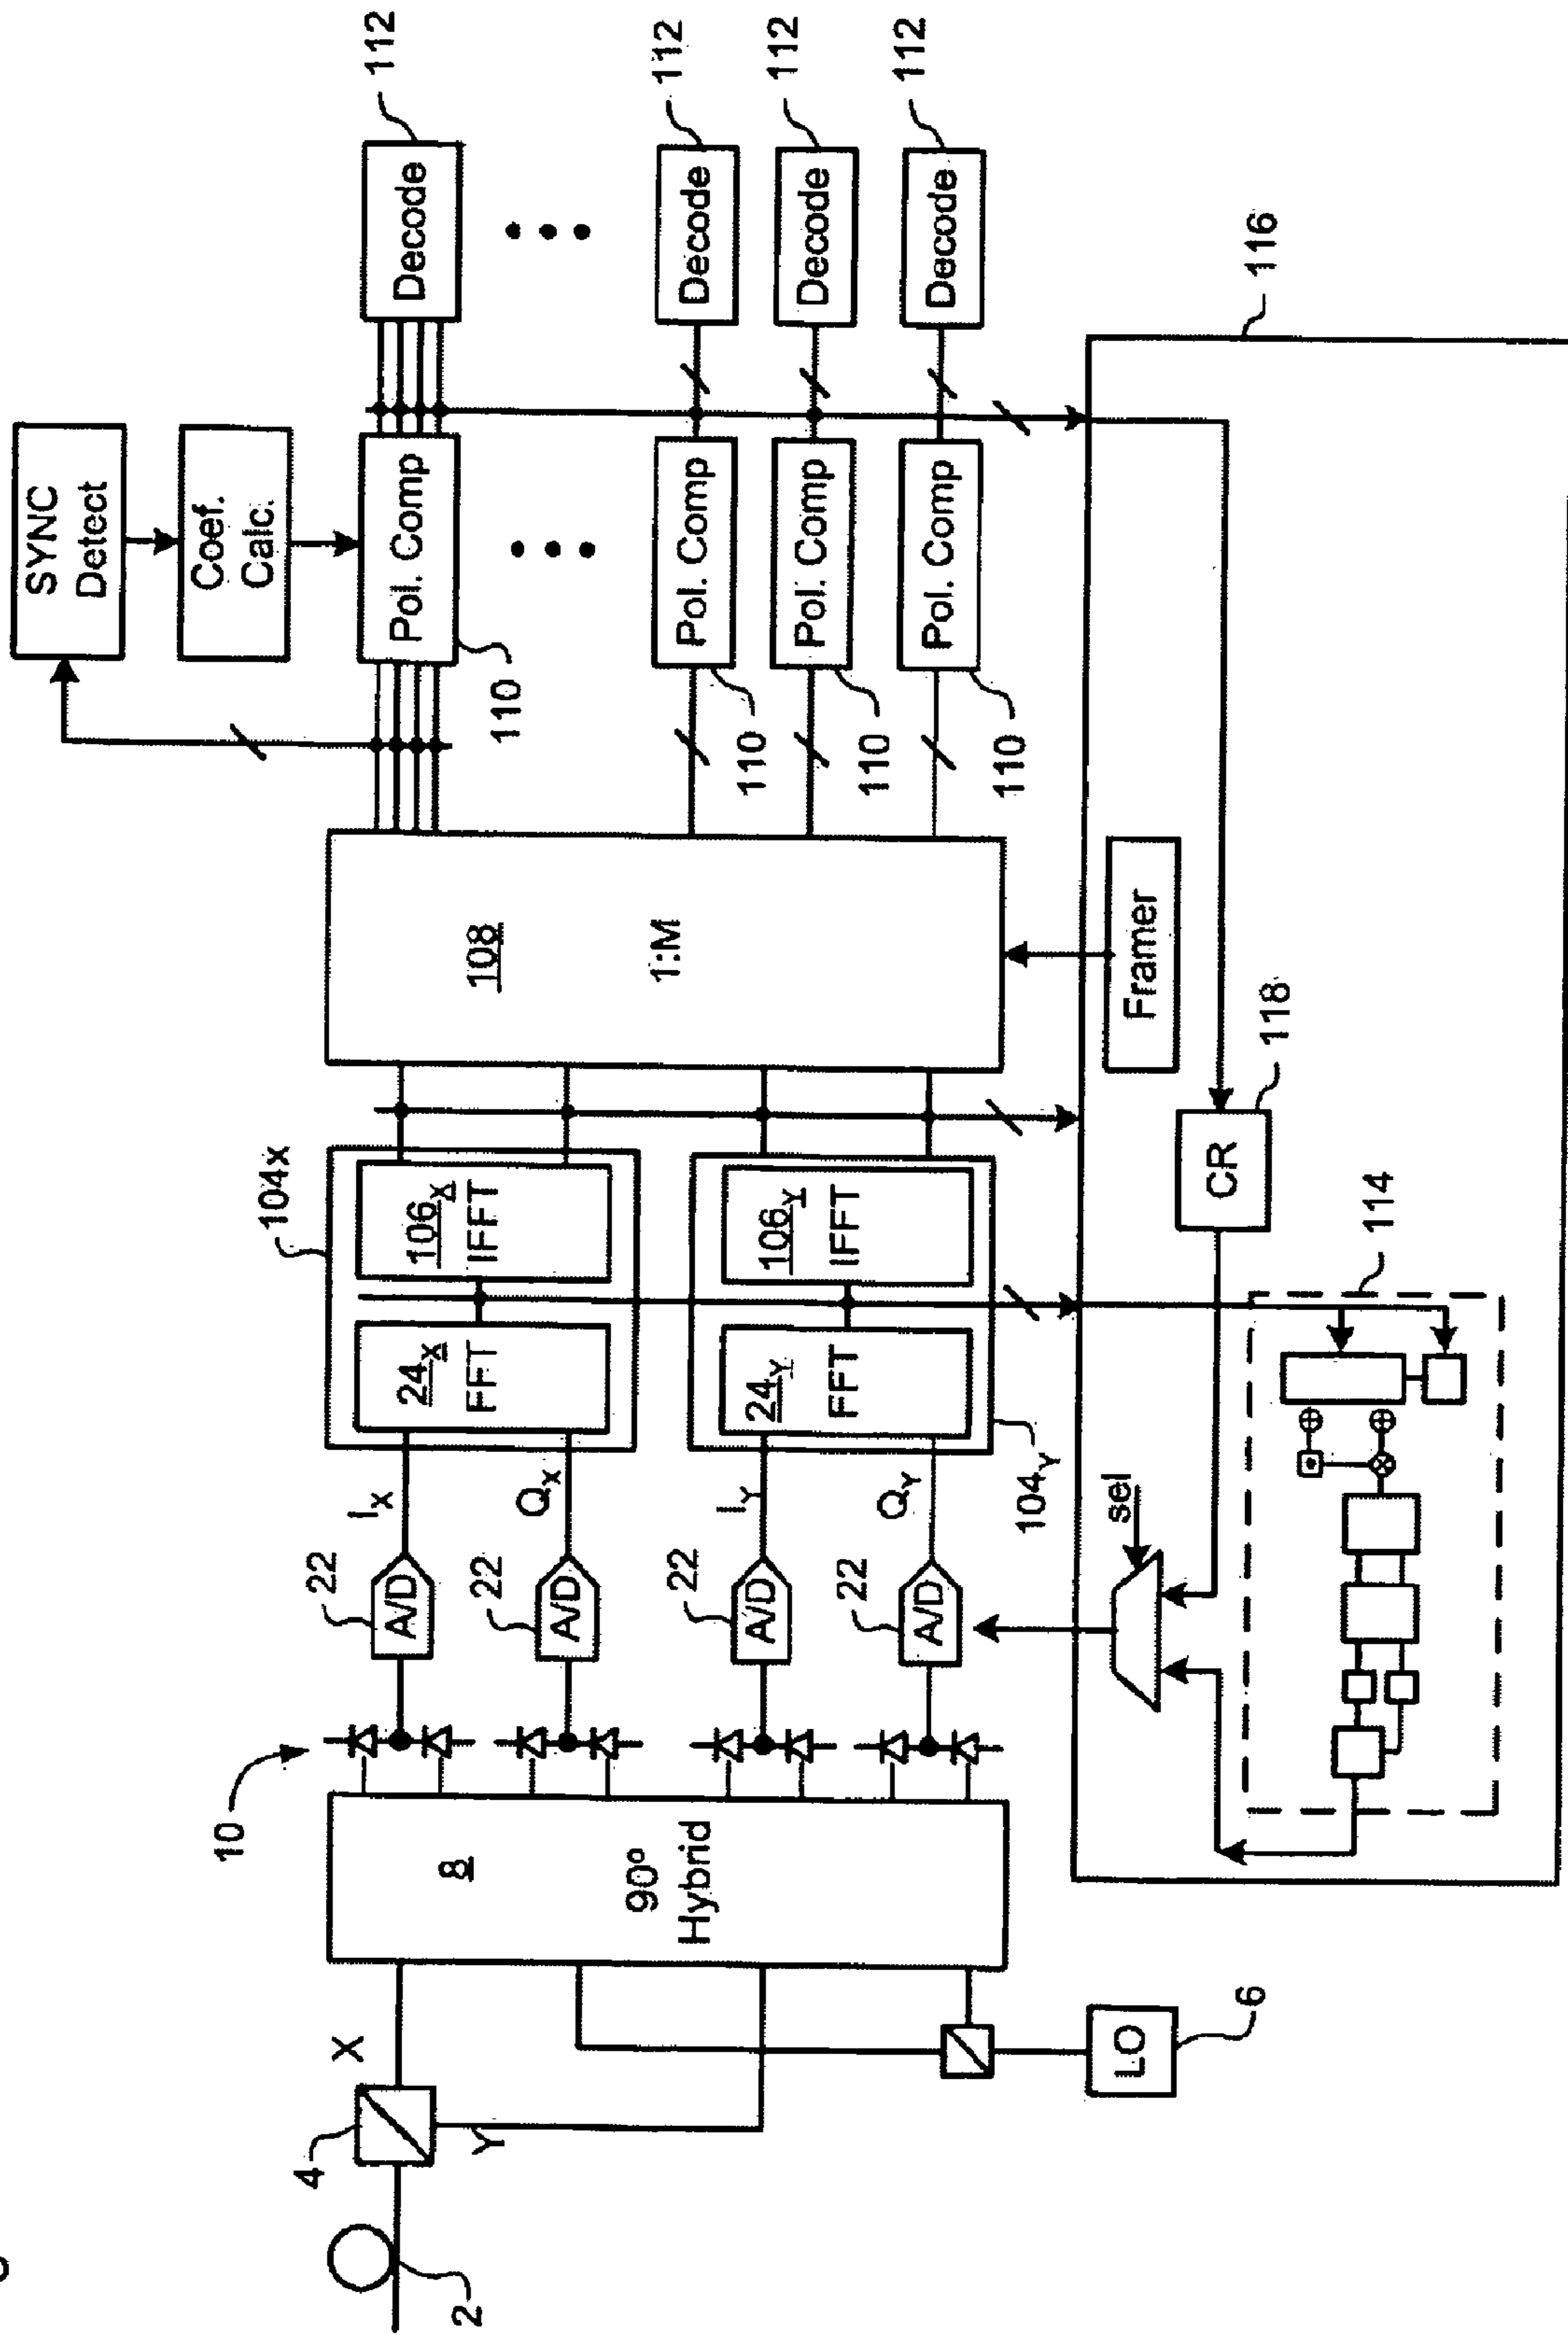 SYNC
Detect
Coef.
Calc.
112
112
112
112
Decode
Decode
Decode
Decode
Pol. Comp
Pol. Comp
Pol. Comp
Pol. Comp
110
110
110
110
108
1:M
104x
106X
IFFT
24X
FFT
106Y
IFFT
24Y
FFT
104Y
IX
QX
IY
QY
22
A/D
22
A/D
22
A/D
22
A/D
10
8
90º
Hybrid
X
4
Y
2
LO
6
116
Framer
118
CR
114
sel